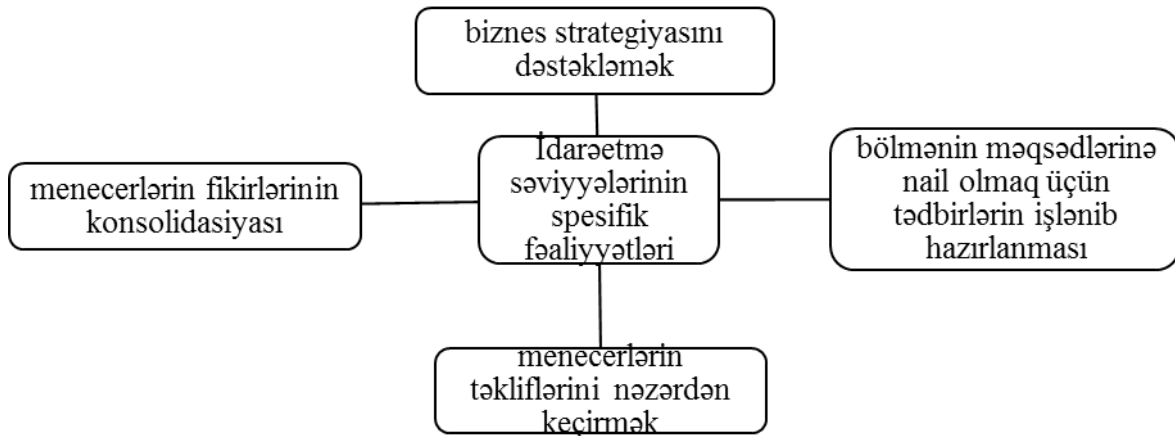 biznes strategiyasını
dəstəkləmək
menecerlərin fikirlərinin
konsolidasiyası
İdarəetmə
səviyyələrinin
spesifik
fəaliyyətləri
bölmənin məqsədlərinə
nail olmaq üçün
tədbirlərin işlənib
hazırlanması
menecerlərin
təkliflərini nəzərdən
keçirmək